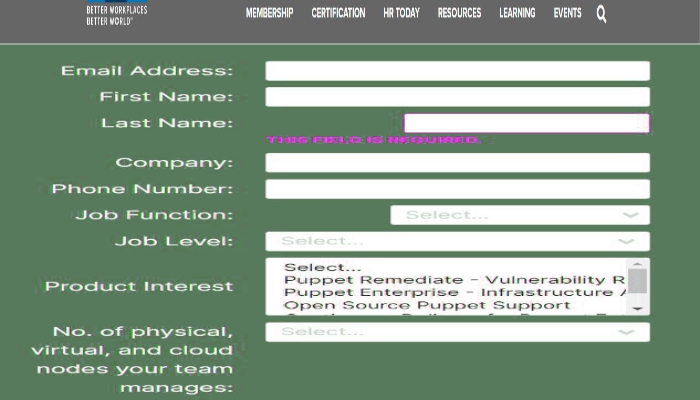 BETTER WORKPLACES
BETTER WORLD™
MEMBERSHIP CERTIFICATION HR TODAY RESOURCES LEARNING EVENTS
Email Address:
First Name:
Last Name:
THIS FIELD IS REQUIRED.
Company:
Phone Number:
Job Function: Select...
Job Level: Select...
Product Interest
Select...
Puppet Remediate - Vulnerability R
Puppet Enterprise - Infrastructure
Open Source Puppet Support
No. of physical, Select...
virtual, and cloud
nodes your team
manages: